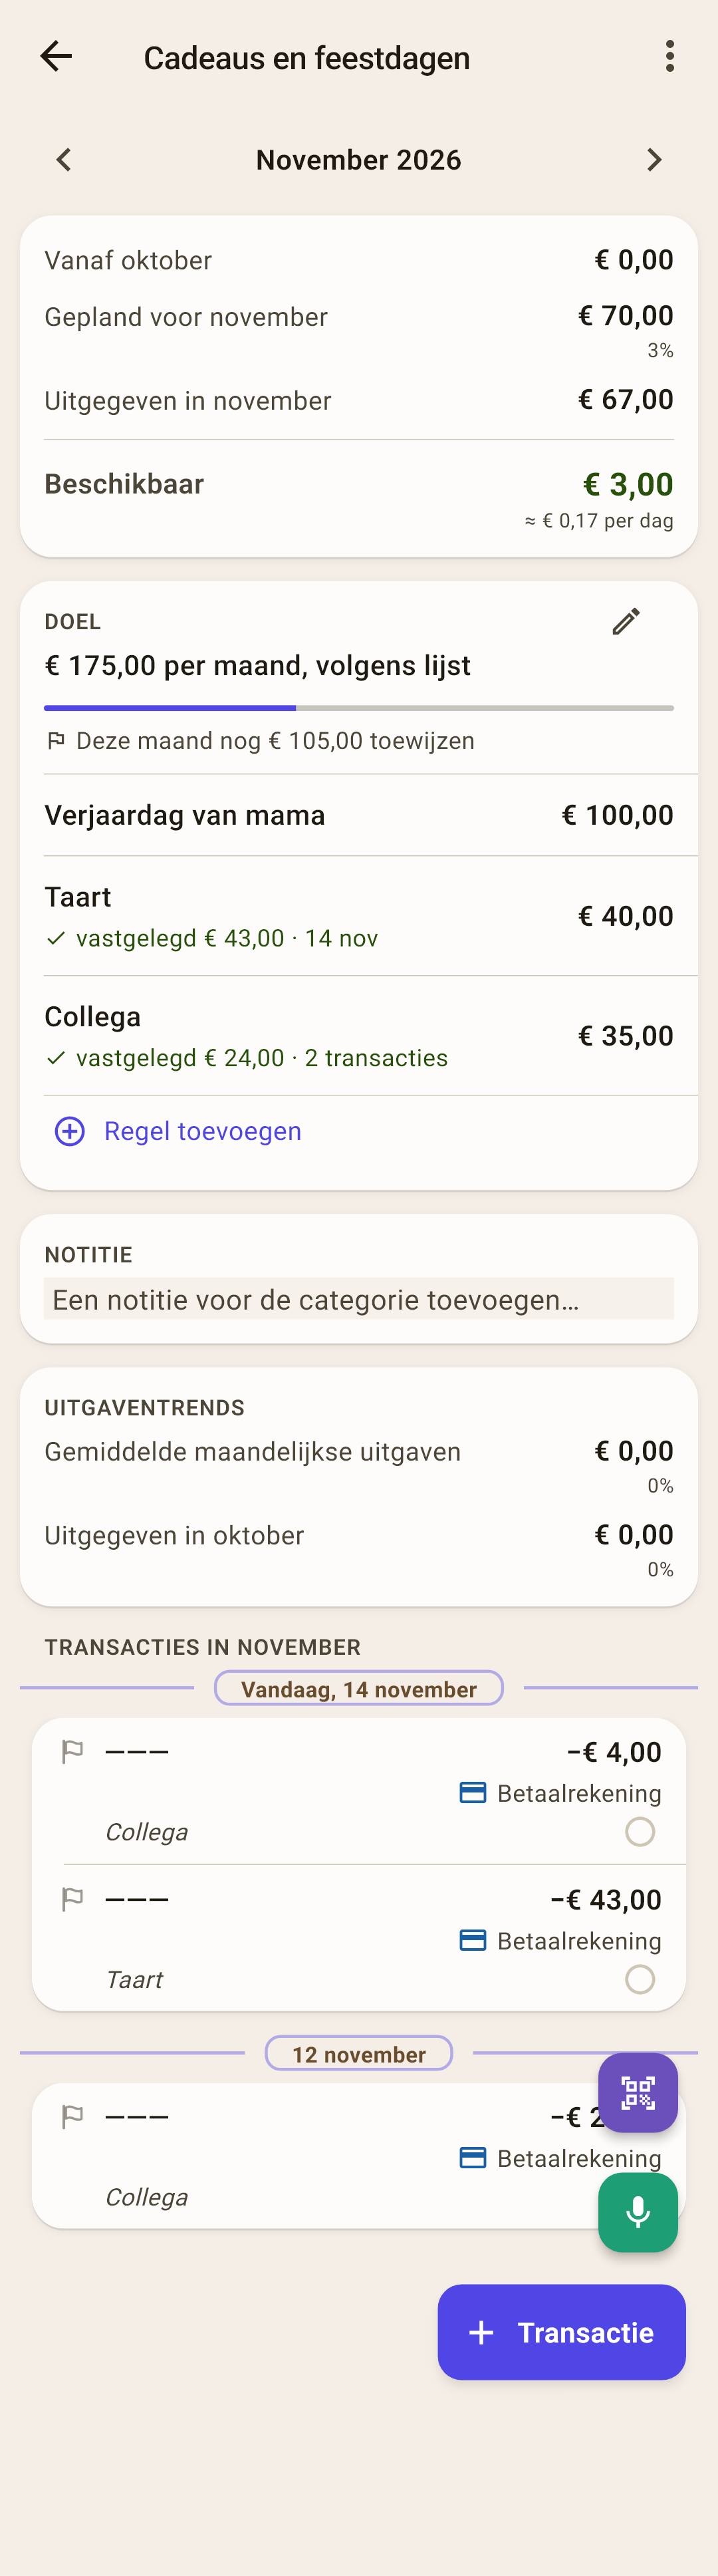 Cadeaus en feestdagen
November 2026
Vanaf oktober € 0,00
Gepland voor november € 70,00
3%
Uitgegeven in november € 67,00
Beschikbaar € 3,00
≈ € 0,17 per dag
DOEL
€ 175,00 per maand, volgens lijst
Deze maand nog € 105,00 toewijzen
Verjaardag van mama € 100,00
Taart € 40,00
vastgelegd € 43,00 · 14 nov
Collega € 35,00
vastgelegd € 24,00 · 2 transacties
Regel toevoegen
NOTITIE
Een notitie voor de categorie toevoegen…
UITGAVENTRENDS
Gemiddelde maandelijkse uitgaven € 0,00
0%
Uitgegeven in oktober € 0,00
0%
TRANSACTIES IN NOVEMBER
Vandaag, 14 november
——— −€ 4,00
Betaalrekening
Collega
——— −€ 43,00
Betaalrekening
Taart
12 november
——— −€
Betaalrekening
Collega
Transactie